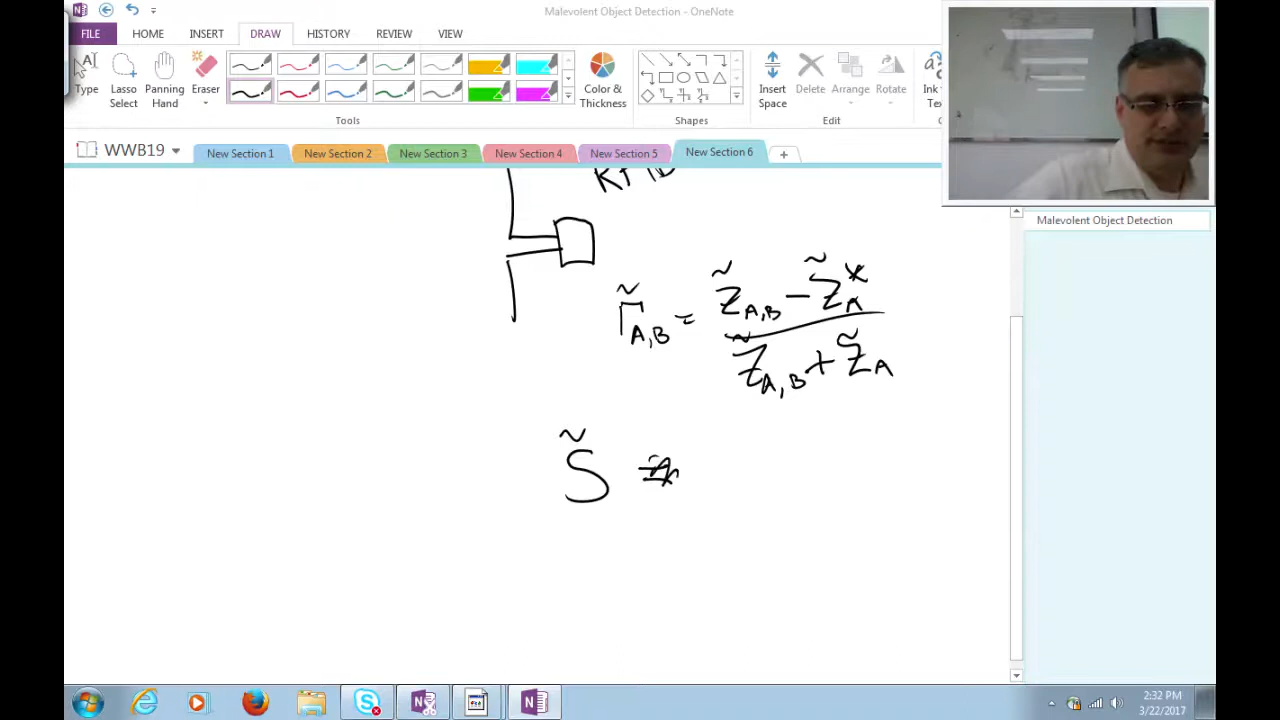 Malevolent Object Detection - OneNote
FILE HOME INSERT DRAW HISTORY REVIEW VIEW
Type Lasso Select Panning Hand Eraser Color & Thickness Insert Space Delete Arrange Rotate Ink to
Tools Shapes Edit
WWB19 New Section 1 New Section 2 New Section 3 New Section 4 New Section 5 New Section 6
Malevolent Object Detection
Γ̃A,B = (Z̃A,B − Z̃A*) / (Z̃A,B + Z̃A)
S̃
2:32 PM
3/22/2017